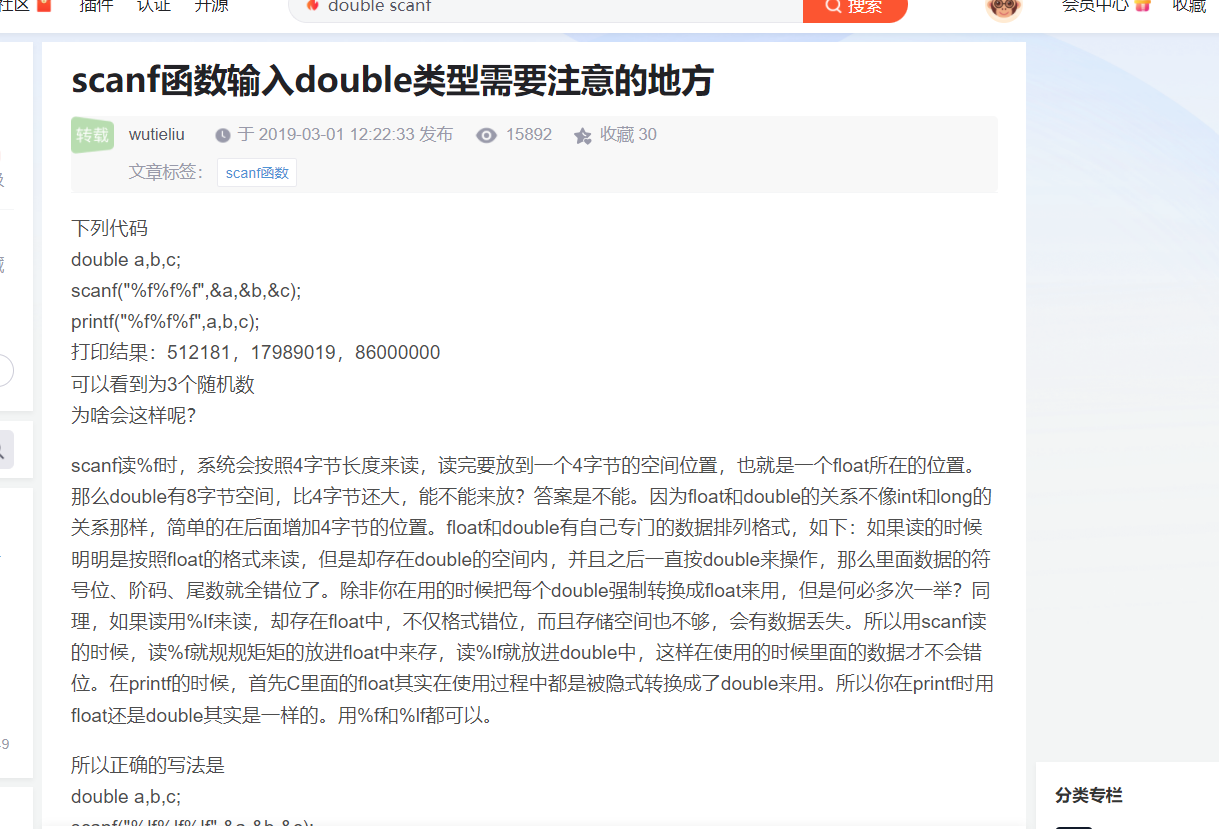 社区 插件 认证 开源 double scanf 搜索 会员中心 收藏
scanf函数输入double类型需要注意的地方
转载 wutieliu 于 2019-03-01 12:22:33 发布 15892 收藏 30
文章标签： scanf函数
下列代码
double a,b,c;
scanf("%f%f%f",&a,&b,&c);
printf("%f%f%f",a,b,c);
打印结果：512181，17989019，86000000
可以看到为3个随机数
为啥会这样呢？
scanf读%f时，系统会按照4字节长度来读，读完要放到一个4字节的空间位置，也就是一个float所在的位置。
那么double有8字节空间，比4字节还大，能不能来放？答案是不能。因为float和double的关系不像int和long的
关系那样，简单的在后面增加4字节的位置。float和double有自己专门的数据排列格式，如下：如果读的时候
明明是按照float的格式来读，但是却存在double的空间内，并且之后一直按double来操作，那么里面数据的符
号位、阶码、尾数就全错位了。除非你在用的时候把每个double强制转换成float来用，但是何必多次一举？同
理，如果读用%lf来读，却存在float中，不仅格式错位，而且存储空间也不够，会有数据丢失。所以用scanf读
的时候，读%f就规规矩矩的放进float中来存，读%lf就放进double中，这样在使用的时候里面的数据才不会错
位。在printf的时候，首先C里面的float其实在使用过程中都是被隐式转换成了double来用。所以你在printf时用
float还是double其实是一样的。用%f和%lf都可以。
所以正确的写法是
double a,b,c;
scanf("%lf%lf%lf",&a,&b,&c);
分类专栏